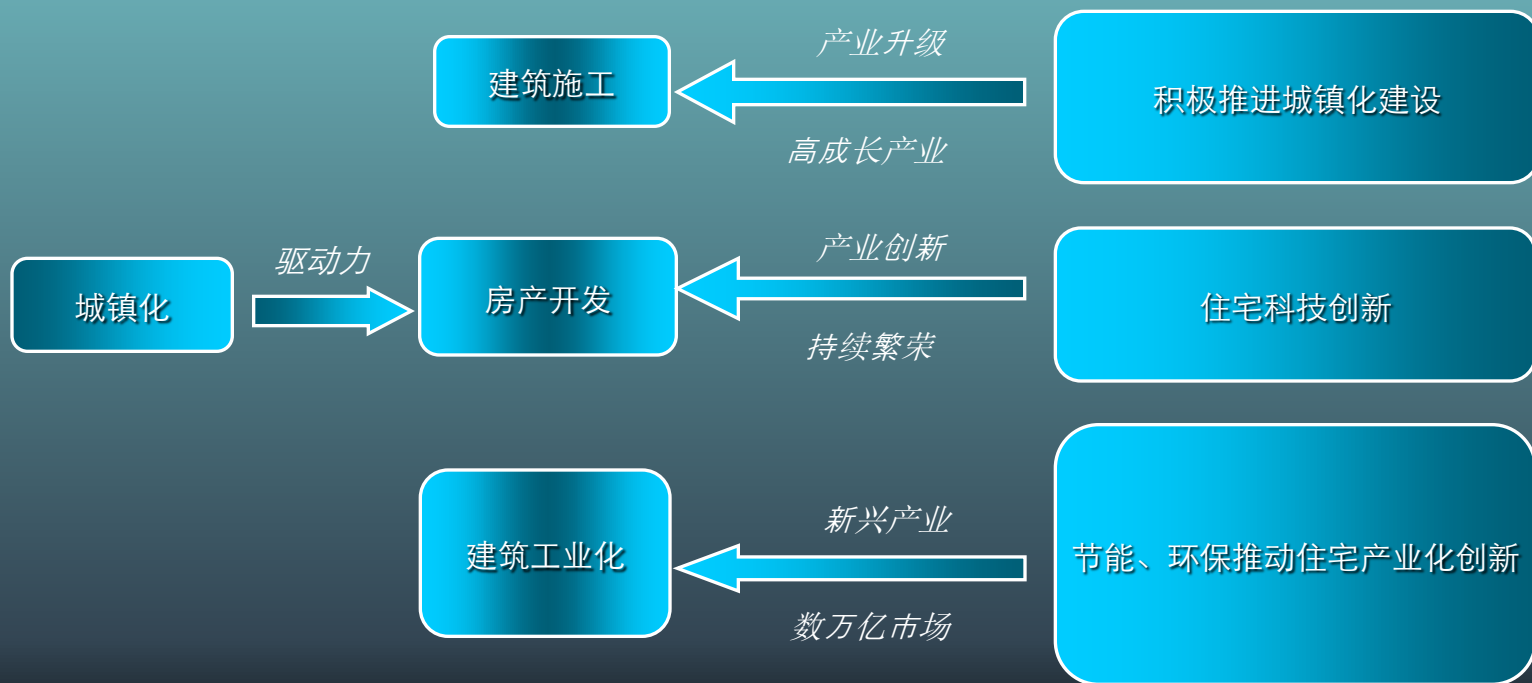 产业升级
建筑施工
积极推进城镇化建设
高成长产业
产业创新
驱动力
城镇化
房产开发
住宅科技创新
持续繁荣
新兴产业
建筑工业化
节能、环保推动住宅产业化创新
数万亿市场